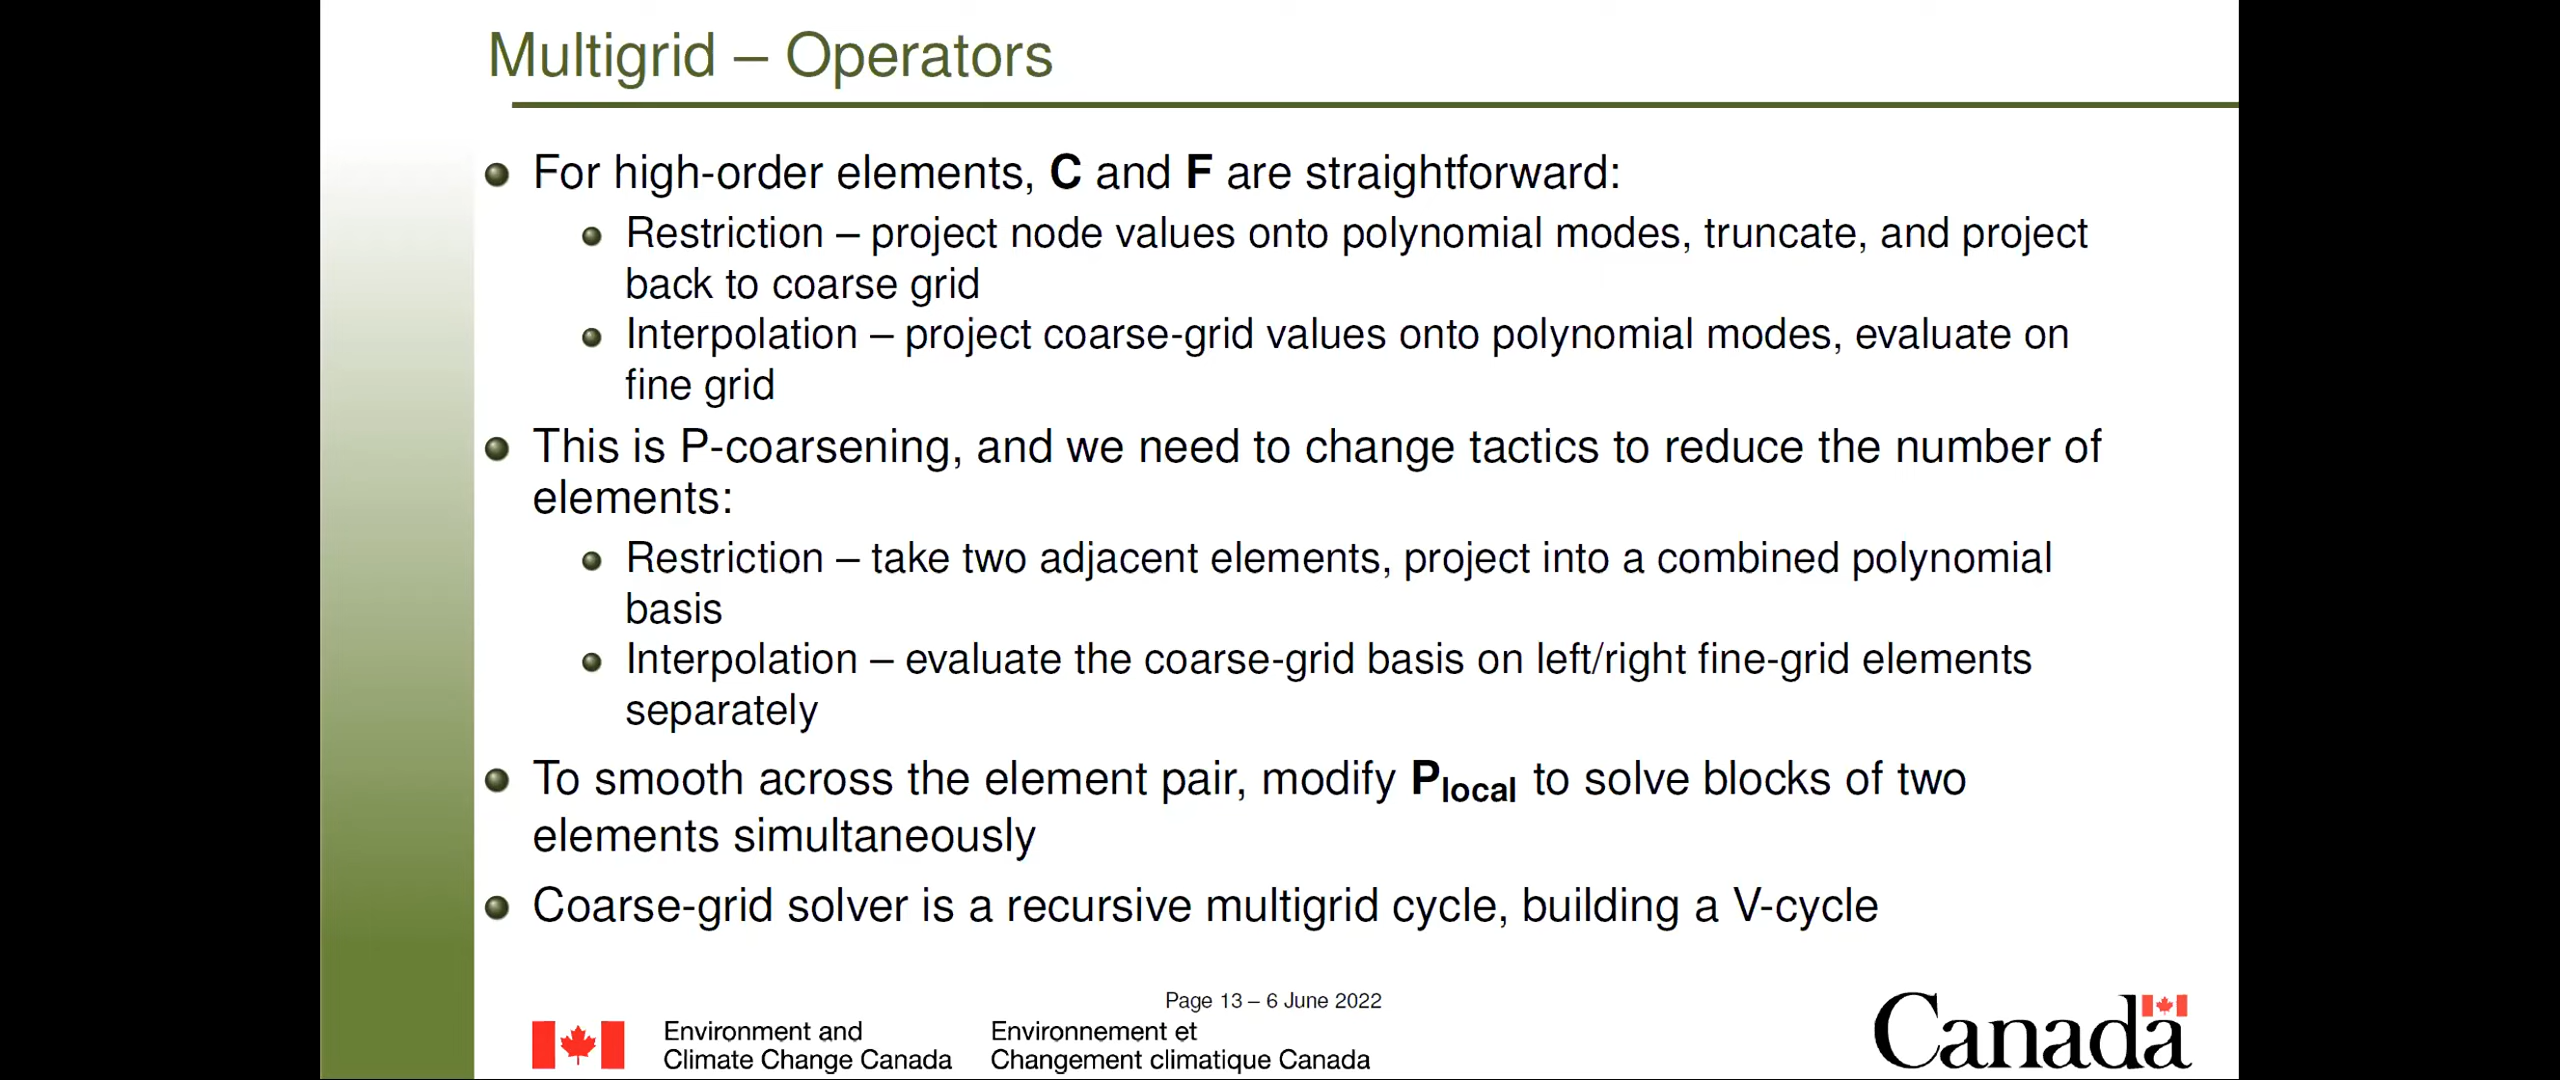 Multigrid – Operators
For high-order elements, C and F are straightforward:
Restriction – project node values onto polynomial modes, truncate, and project
back to coarse grid
Interpolation – project coarse-grid values onto polynomial modes, evaluate on
fine grid
This is P-coarsening, and we need to change tactics to reduce the number of
elements:
Restriction – take two adjacent elements, project into a combined polynomial
basis
Interpolation – evaluate the coarse-grid basis on left/right fine-grid elements
separately
To smooth across the element pair, modify Plocal to solve blocks of two
elements simultaneously
Coarse-grid solver is a recursive multigrid cycle, building a V-cycle
Page 13 – 6 June 2022
Environment and
Climate Change Canada
Environnement et
Changement climatique Canada
Canada